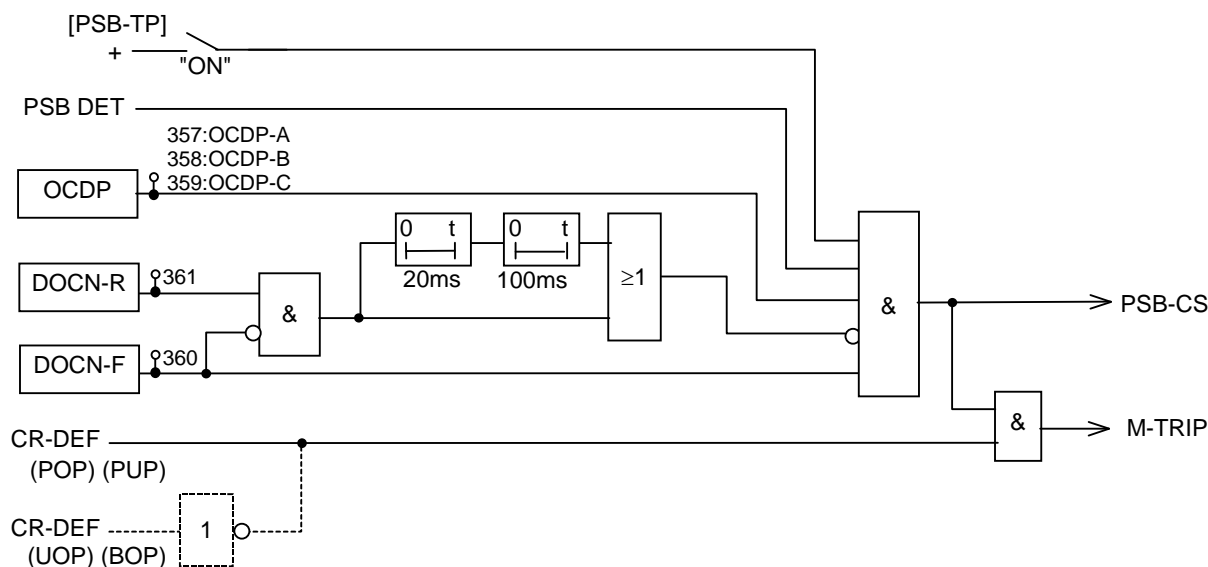 [PSB-TP]
+
"ON"
PSB DET
357:OCDP-A
358:OCDP-B
359:OCDP-C
OCDP
0 t
20ms
0 t
100ms
≥1
DOCN-R
361
&
DOCN-F
360
&
PSB-CS
CR-DEF
(POP) (PUP)
&
M-TRIP
CR-DEF
(UOP) (BOP)
1